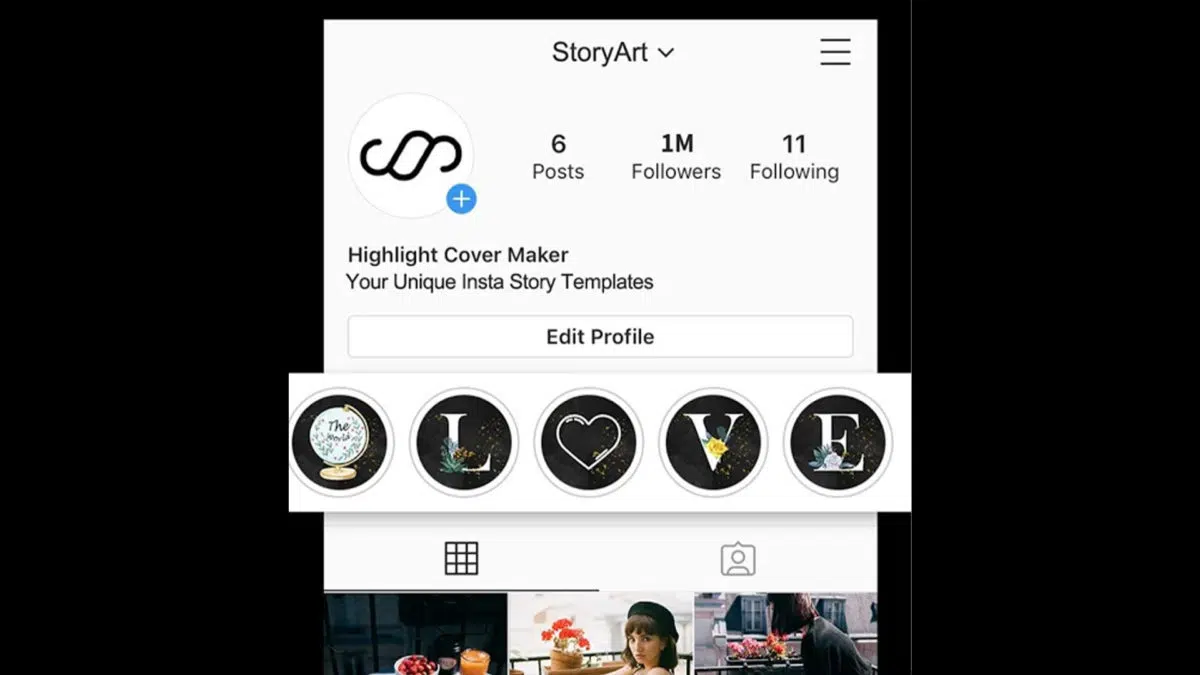 StoryArt
6 1M 11
Posts Followers Following
Highlight Cover Maker
Your Unique Insta Story Templates
Edit Profile
The
World
L V E